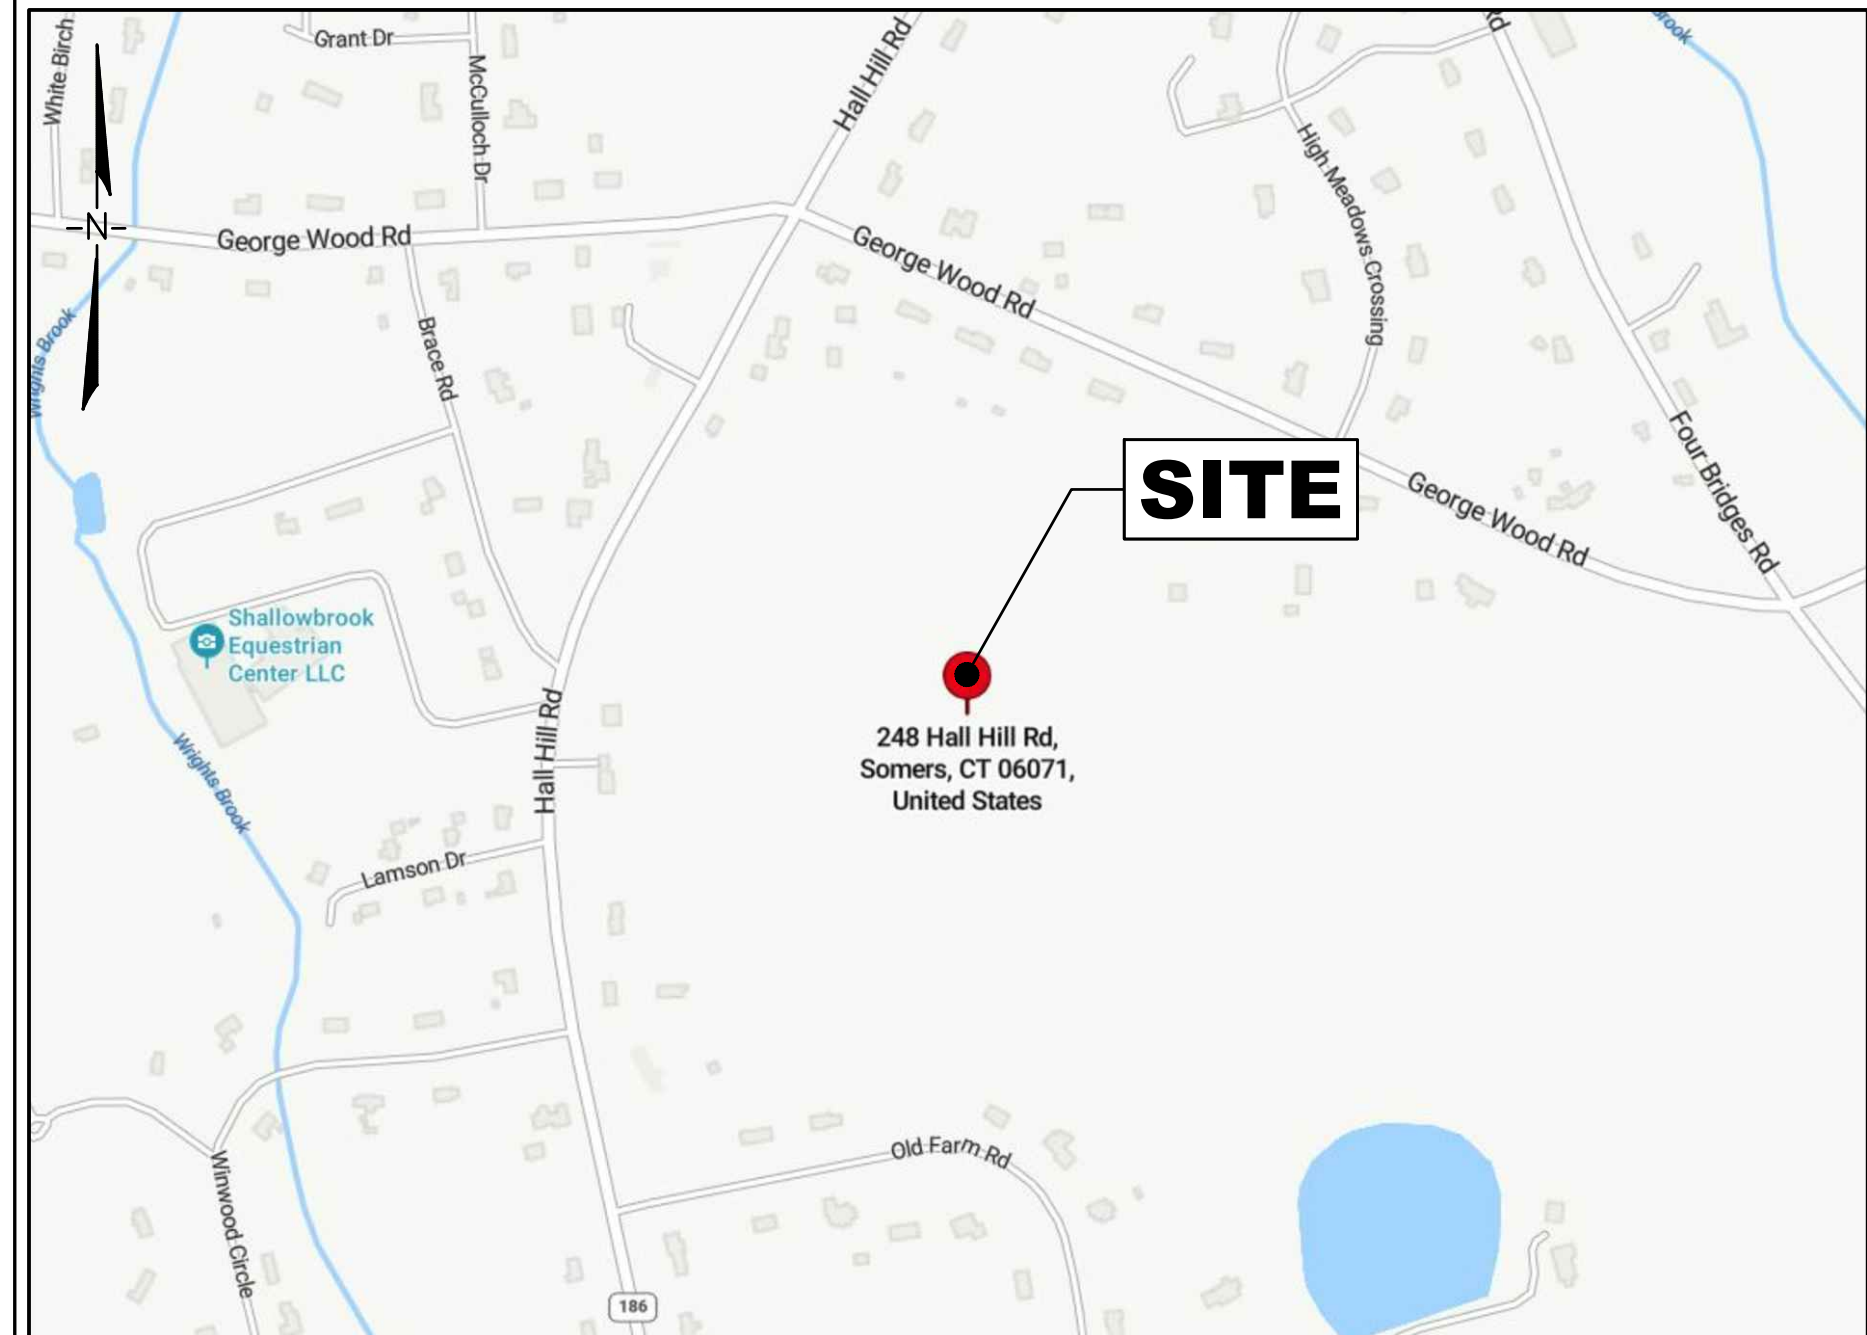 Grant Dr
White Birch
McCulloch Dr
Hall Hill Rd
Rd
Brook
High Meadows Crossing
N
George Wood Rd
George Wood Rd
Wrights Brook
Brace Rd
Four Bridges Rd
SITE
George Wood Rd
Shallowbrook
Equestrian
Center LLC
Hall Hill Rd
248 Hall Hill Rd,
Somers, CT 06071,
United States
Wrights Brook
Lamson Dr
Old Farm Rd
Winwood Circle
186